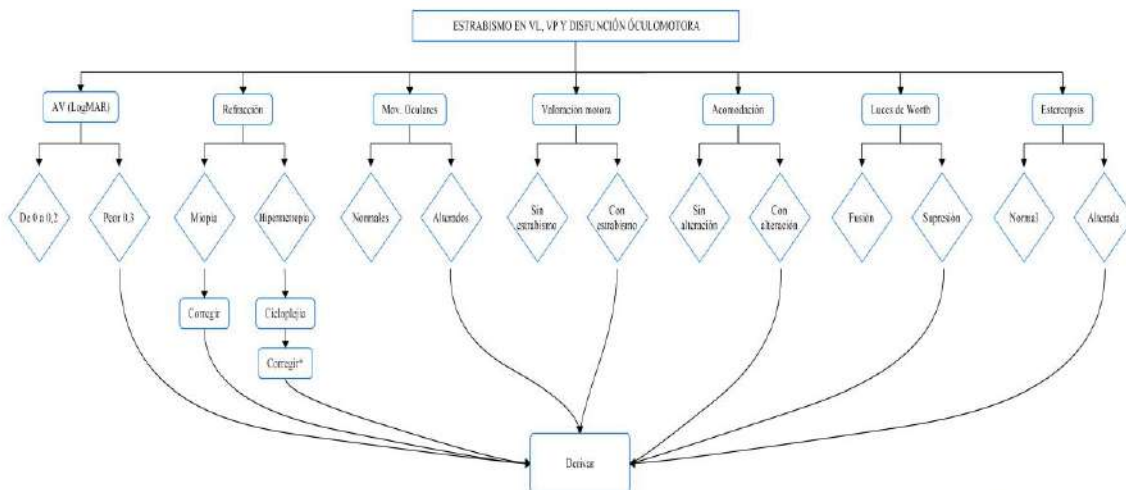 ESTRABISMO EN VL, VP Y DISFUNCIÓN ÓCULOMOTORA
AV (LogMAR)
Refracción
Mov. Oculares
Valoración motora
Acomodación
Luces de Worth
Estereopsis
De 0 a 0,2
Peor 0,3
Miopía
Hipermetropía
Normales
Alterados
Sin
estrabismo
Con
estrabismo
Sin
alteración
Con
alteración
Fusión
Supresión
Normal
Alterada
Corregir
Cicloplejía
Corregir*
Derivar